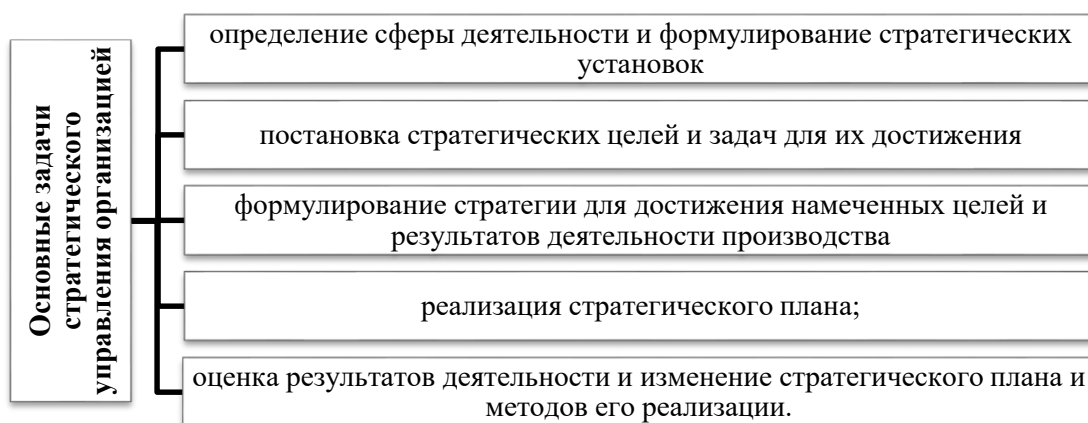 Основные задачи
стратегического
управления организацией
определение сферы деятельности и формулирование стратегических
установок
постановка стратегических целей и задач для их достижения
формулирование стратегии для достижения намеченных целей и
результатов деятельности производства
реализация стратегического плана;
оценка результатов деятельности и изменение стратегического плана и
методов его реализации.